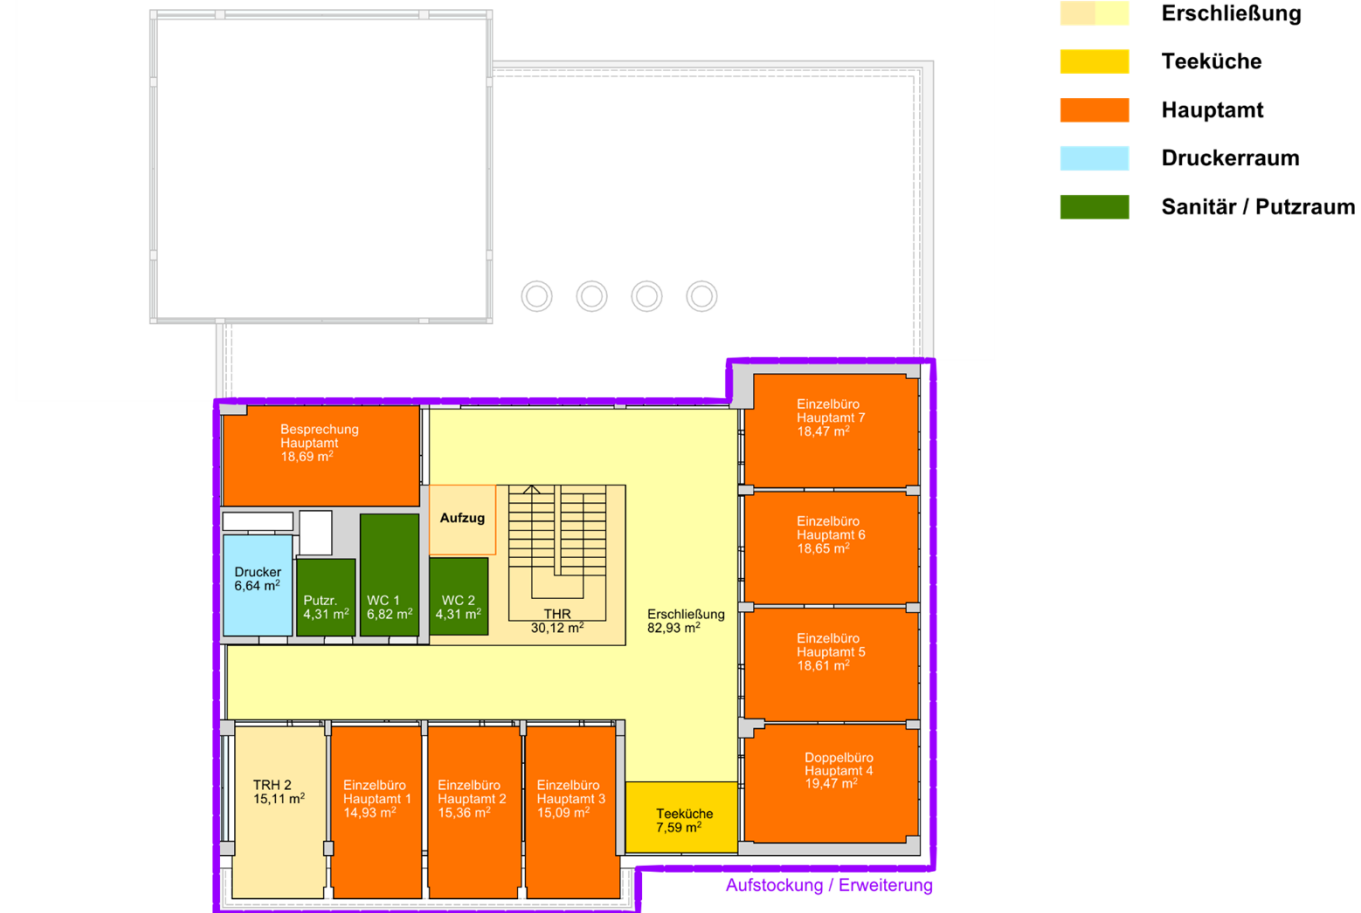 Erschließung
Teeküche
Hauptamt
Druckerraum
Sanitär / Putzraum
Einzelbüro
Hauptamt 7
18,47 m²
Besprechung
Hauptamt
18,69 m²
Aufzug
Einzelbüro
Hauptamt 6
18,65 m²
Drucker
6,64 m²
Putzr.
4,31 m²
WC 1
6,82 m²
WC 2
4,31 m²
THR
30,12 m²
Erschließung
82,93 m²
Einzelbüro
Hauptamt 5
18,61 m²
Doppelbüro
Hauptamt 4
19,47 m²
TRH 2
15,11 m²
Einzelbüro
Hauptamt 1
14,93 m²
Einzelbüro
Hauptamt 2
15,36 m²
Einzelbüro
Hauptamt 3
15,09 m²
Teeküche
7,59 m²
Aufstockung / Erweiterung